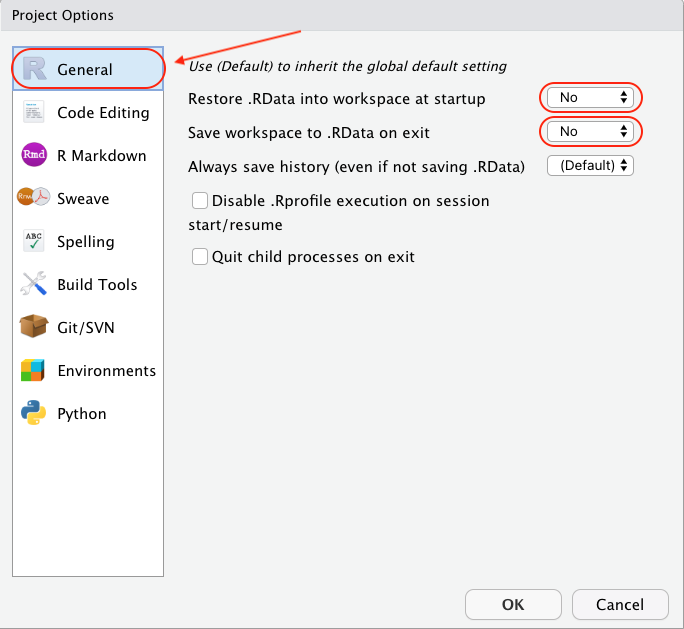 Project Options
General
Code Editing
Rmd R Markdown
Sweave
ABC Spelling
Build Tools
Git/SVN
Environments
Python
Use (Default) to inherit the global default setting
Restore .RData into workspace at startup No
Save workspace to .RData on exit No
Always save history (even if not saving .RData) (Default)
Disable .Rprofile execution on session
start/resume
Quit child processes on exit
OK Cancel